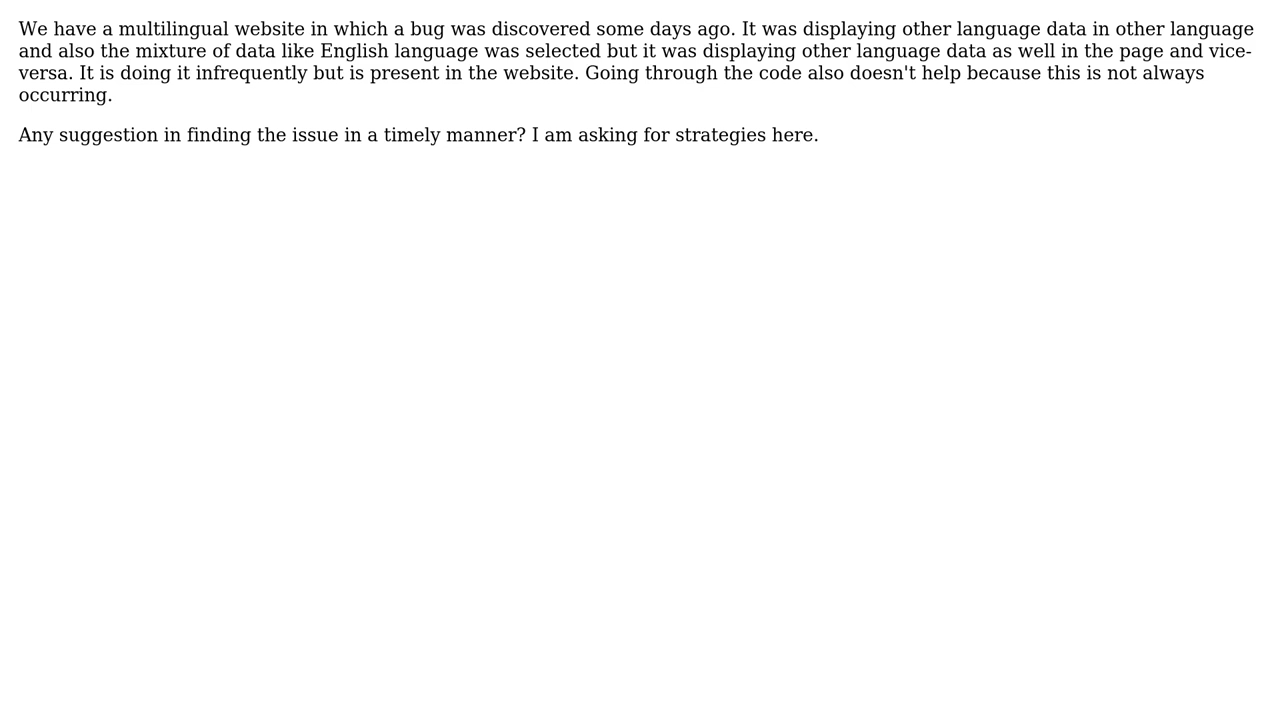 We have a multilingual website in which a bug was discovered some days ago. It was displaying other language data in other language
and also the mixture of data like English language was selected but it was displaying other language data as well in the page and vice-
versa. It is doing it infrequently but is present in the website. Going through the code also doesn't help because this is not always
occurring.
Any suggestion in finding the issue in a timely manner? I am asking for strategies here.